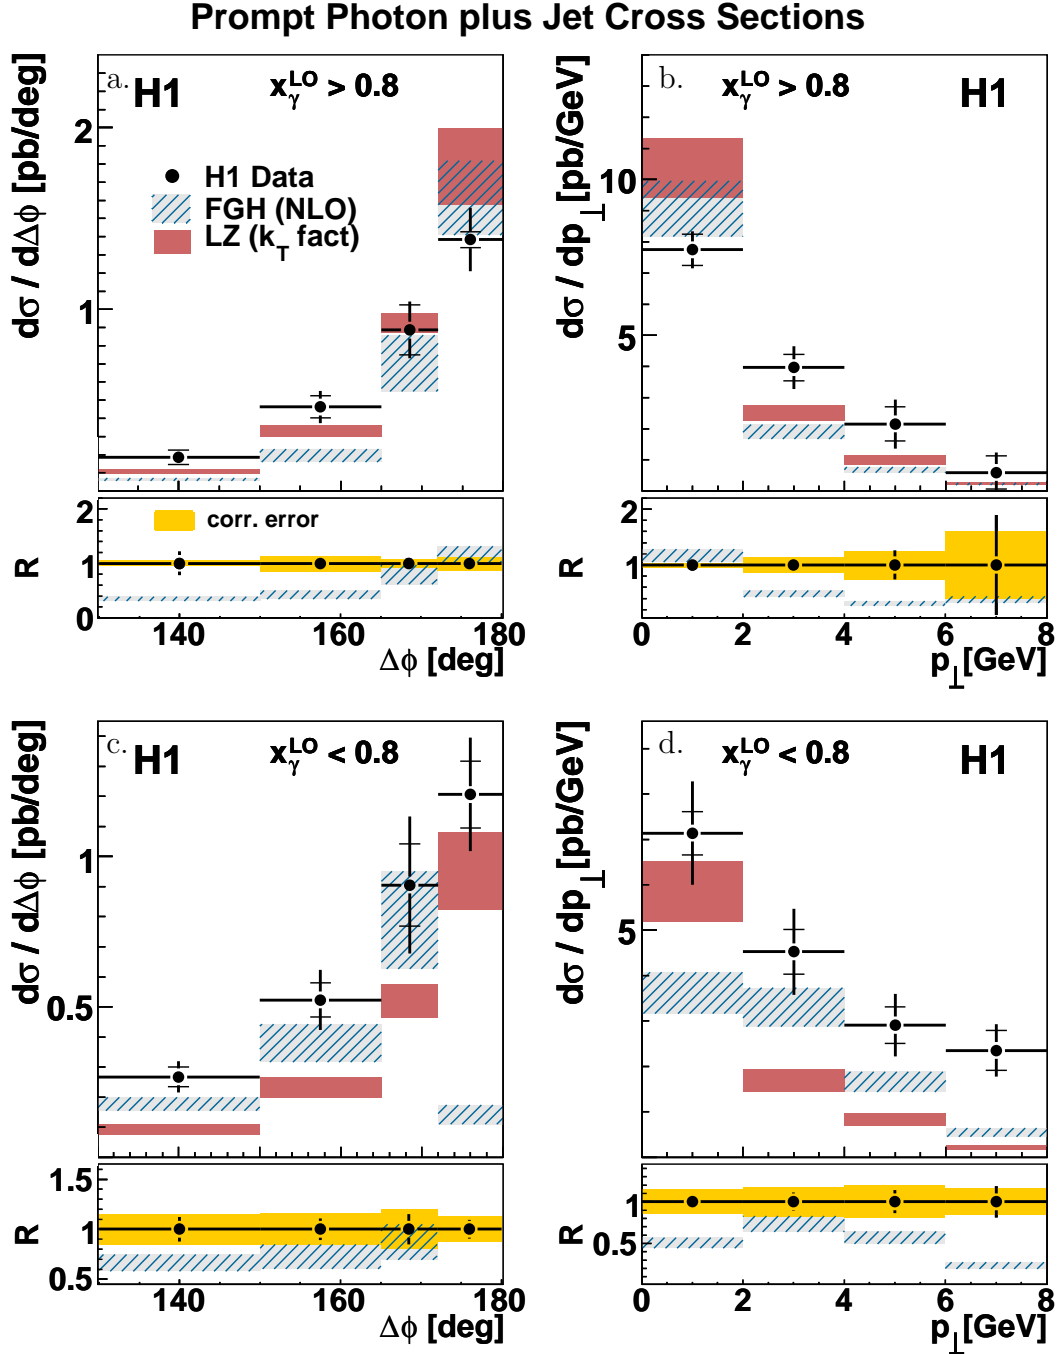 Prompt Photon plus Jet Cross Sections
a. H1 x_γ^LO > 0.8
dσ / dΔϕ [pb/deg]
2
1
H1 Data
FGH (NLO)
LZ (k_T fact)
b. x_γ^LO > 0.8 H1
dσ / dp_⊥ [pb/GeV]
10
5
R
2
1
0
corr. error
140 160 180
Δϕ [deg]
R
2
1
0 2 4 6 8
p_⊥ [GeV]
c. H1 x_γ^LO < 0.8
dσ / dΔϕ [pb/deg]
1
0.5
d. x_γ^LO < 0.8 H1
dσ / dp_⊥ [pb/GeV]
5
R
1.5
1
0.5
140 160 180
Δϕ [deg]
R
1
0.5
0 2 4 6 8
p_⊥ [GeV]